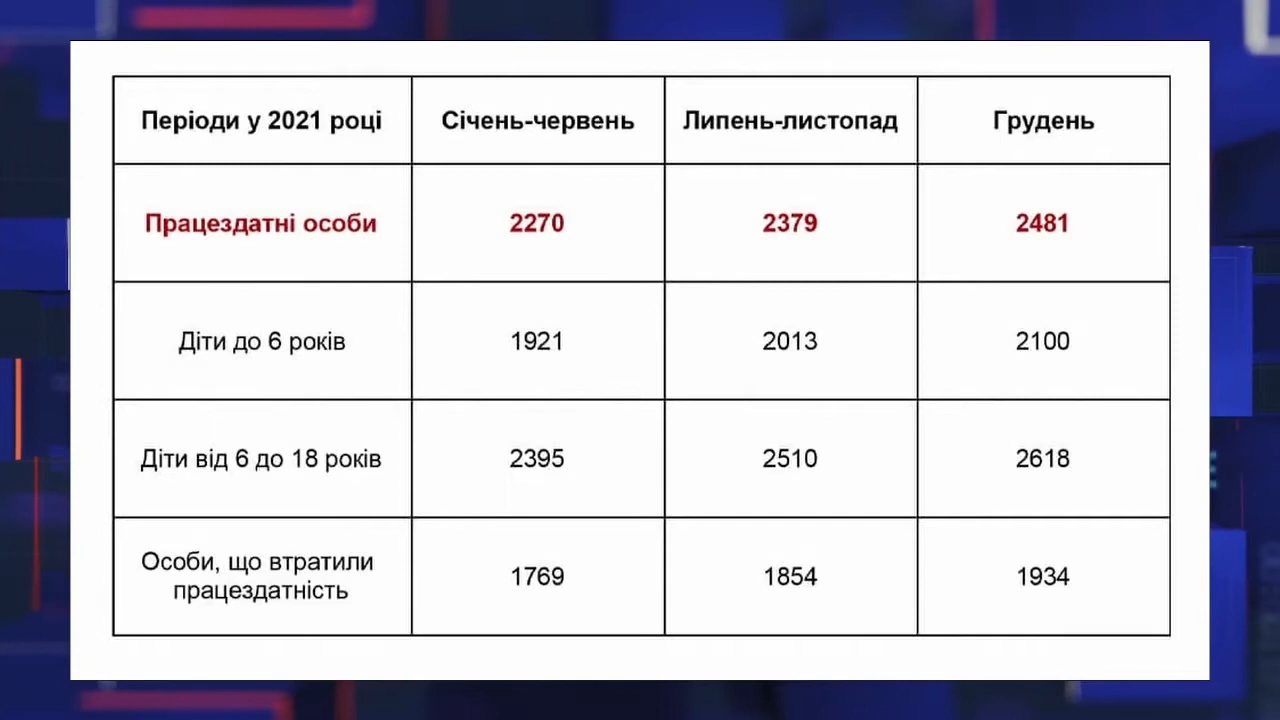 Періоди у 2021 році Січень-червень Липень-листопад Грудень
Працездатні особи 2270 2379 2481
Діти до 6 років 1921 2013 2100
Діти від 6 до 18 років 2395 2510 2618
Особи, що втратили
працездатність 1769 1854 1934